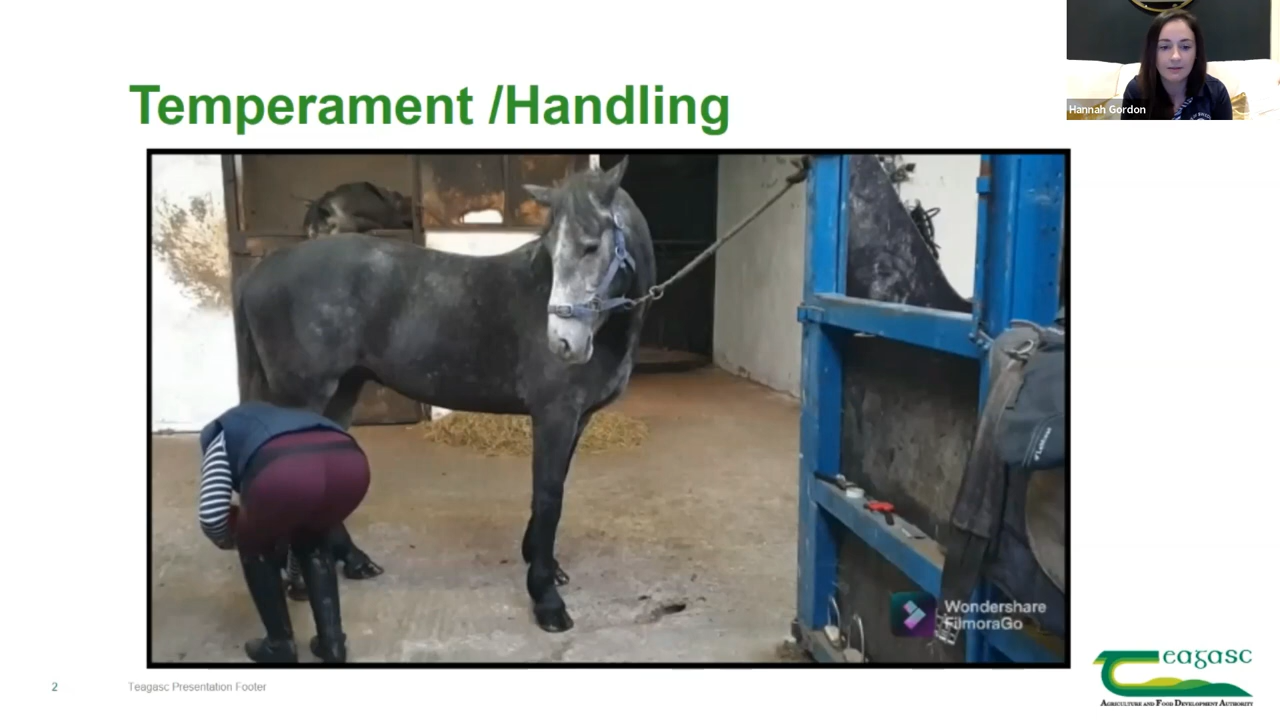 Temperament /Handling
Hannah Gordon
Wondershare
FilmoraGo
2
Teagasc Presentation Footer
Teagasc
AGRICULTURE AND FOOD DEVELOPMENT AUTHORITY